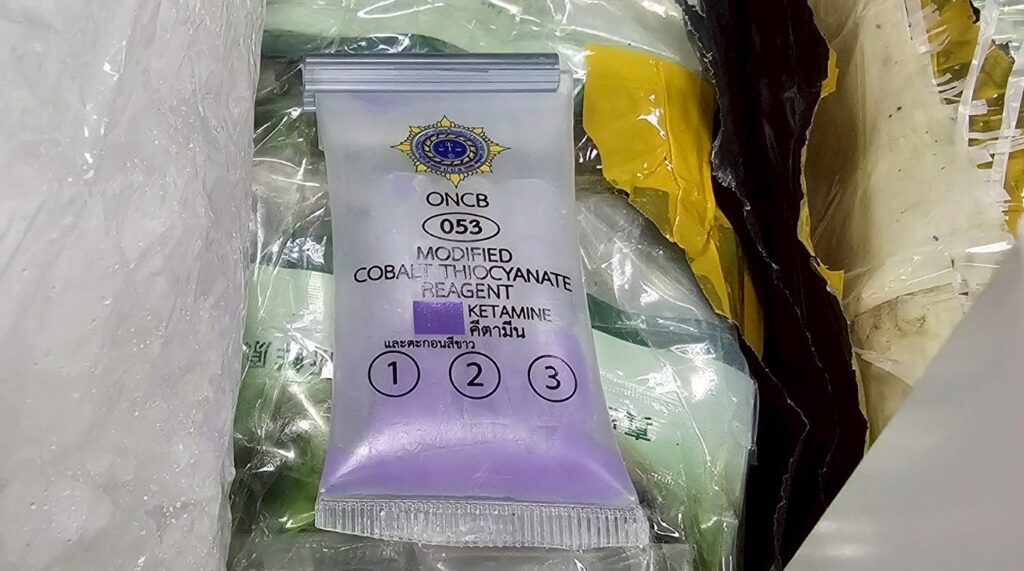 ONCB
053
MODIFIED
COBALT THIOCYANATE
REAGENT
KETAMINE
คีตามีน
และตะกอนสีขาว
1 2 3